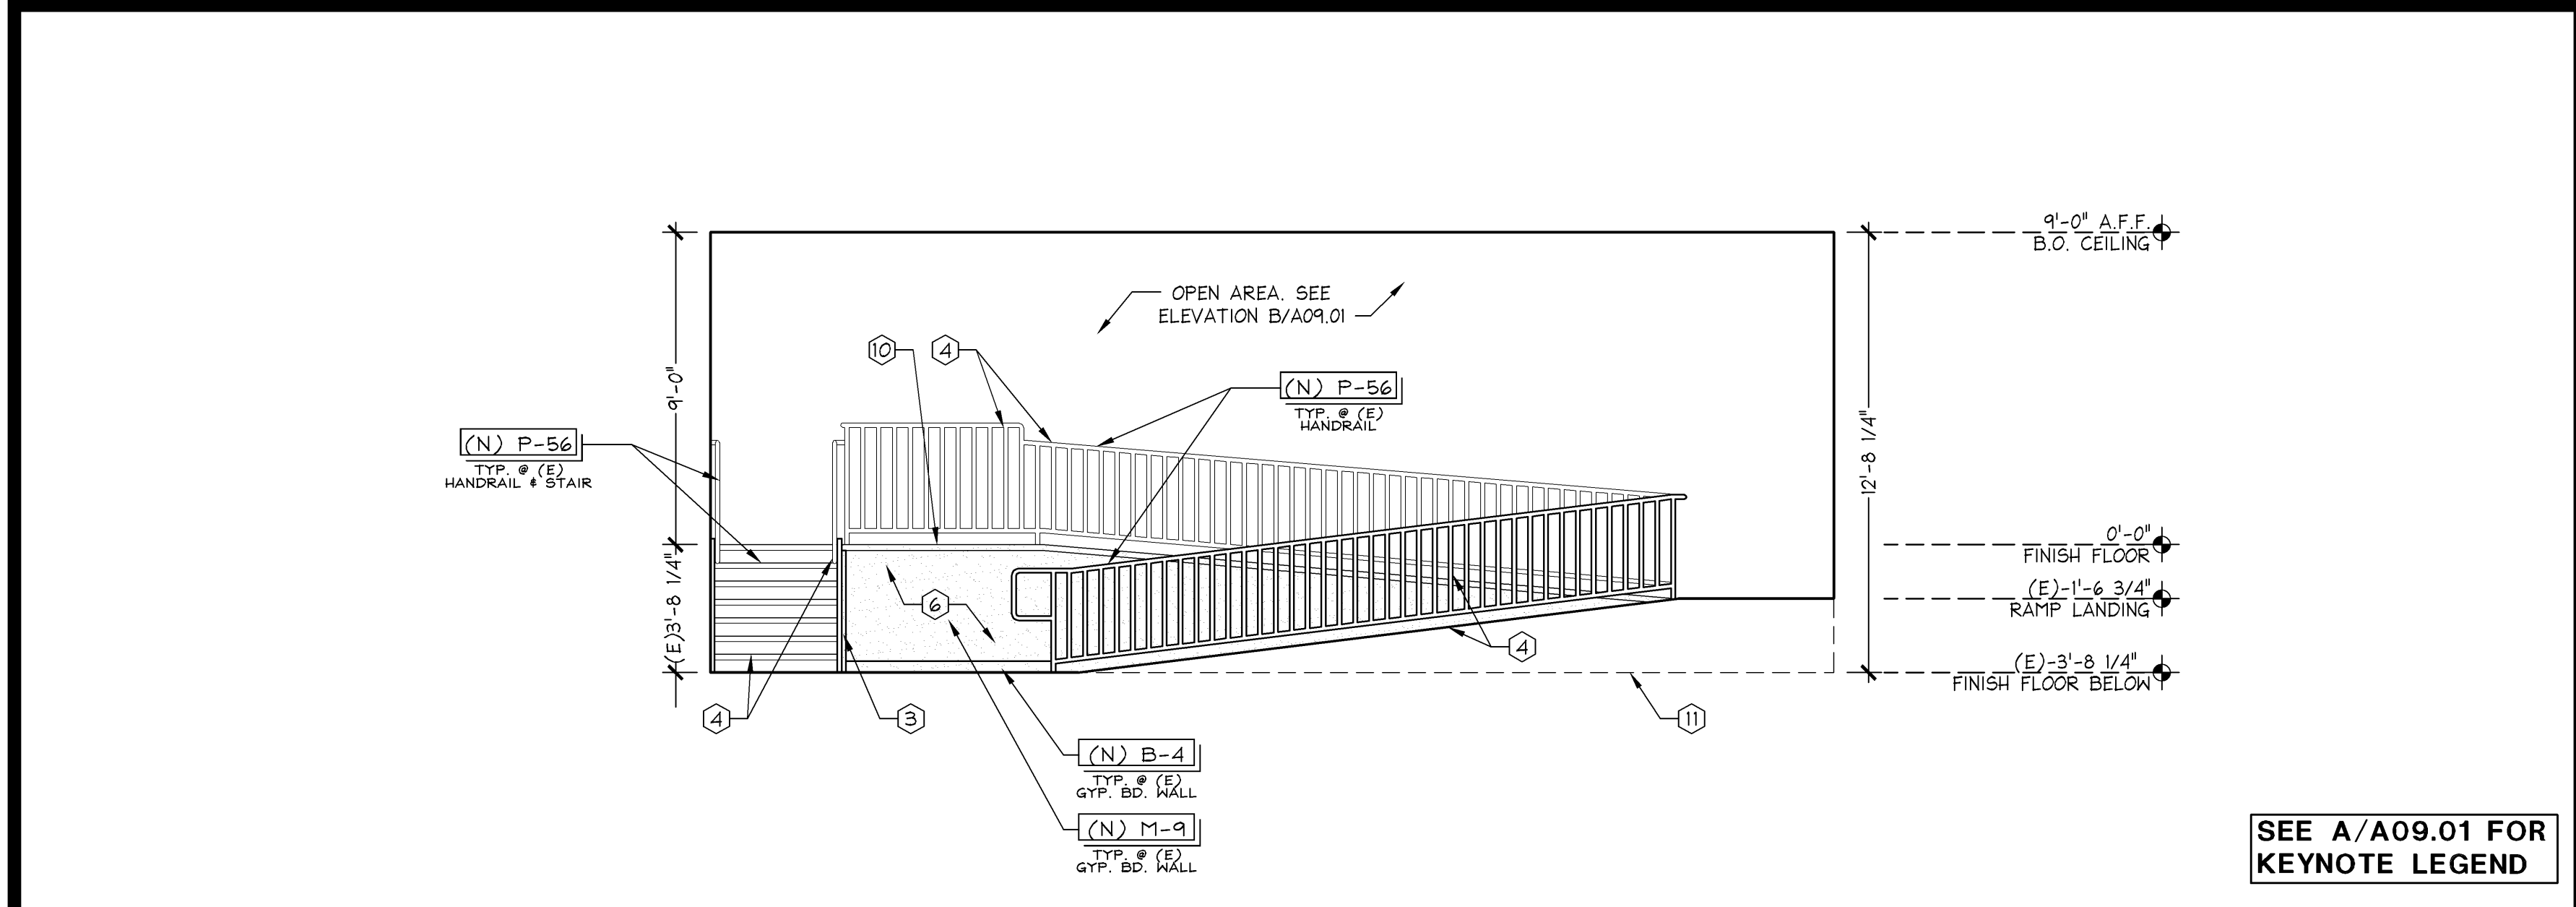 9'-0" A.F.F.
B.O. CEILING
OPEN AREA. SEE
ELEVATION B/A09.01
10
4
(N) P-56
TYP. @ (E)
HANDRAIL
9'-0"
12'-8 1/4"
(N) P-56
TYP. @ (E)
HANDRAIL & STAIR
0'-0"
FINISH FLOOR
(E)-1'-6 3/4"
RAMP LANDING
(E)3'-8 1/4"
6
4
(E)-3'-8 1/4"
FINISH FLOOR BELOW
4
3
11
(N) B-4
TYP. @ (E)
GYP. BD. WALL
(N) M-9
TYP. @ (E)
GYP. BD. WALL
SEE A/A09.01 FOR
KEYNOTE LEGEND